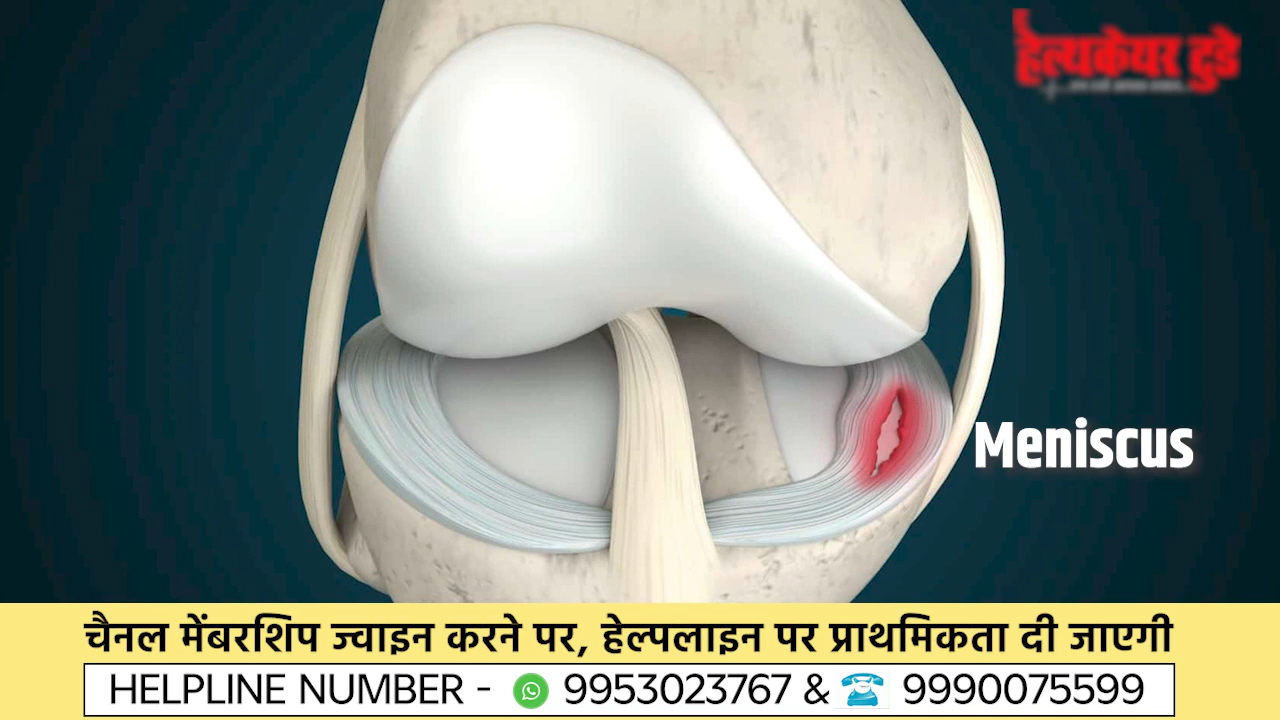 हेल्थकेयर टुडे
Meniscus
चैनल मेंबरशिप ज्वाइन करने पर, हेल्पलाइन पर प्राथमिकता दी जाएगी
HELPLINE NUMBER - 9953023767 & 9990075599